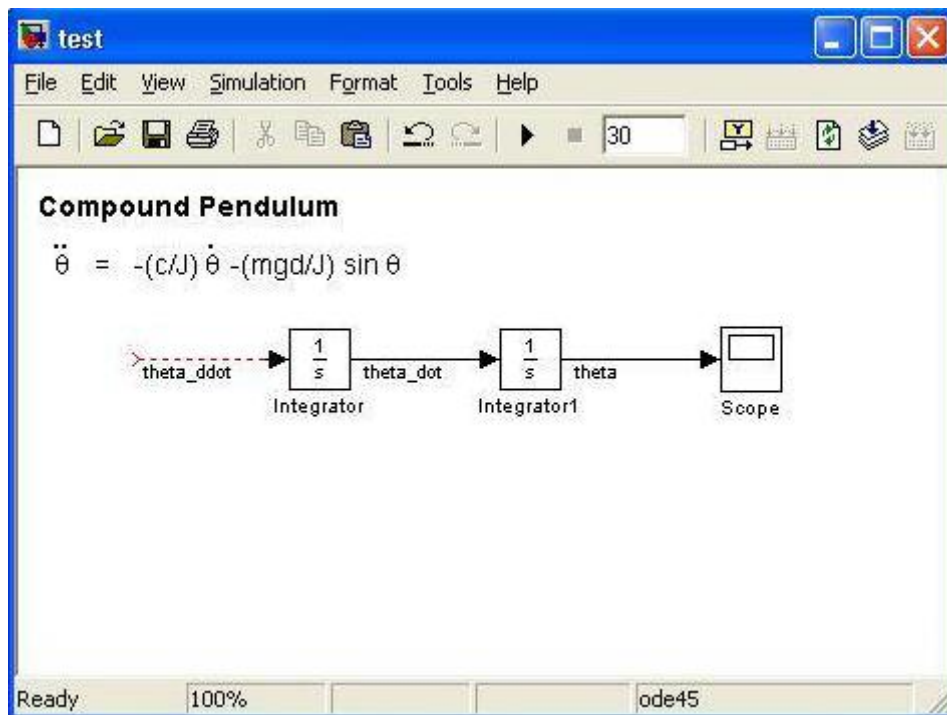 test
File Edit View Simulation Format Tools Help
30
Compound Pendulum
θ̈ = -(c/J) θ̇ -(mgd/J) sin θ
1
s
1
s
theta_ddot theta_dot theta
Integrator Integrator1 Scope
Ready 100% ode45